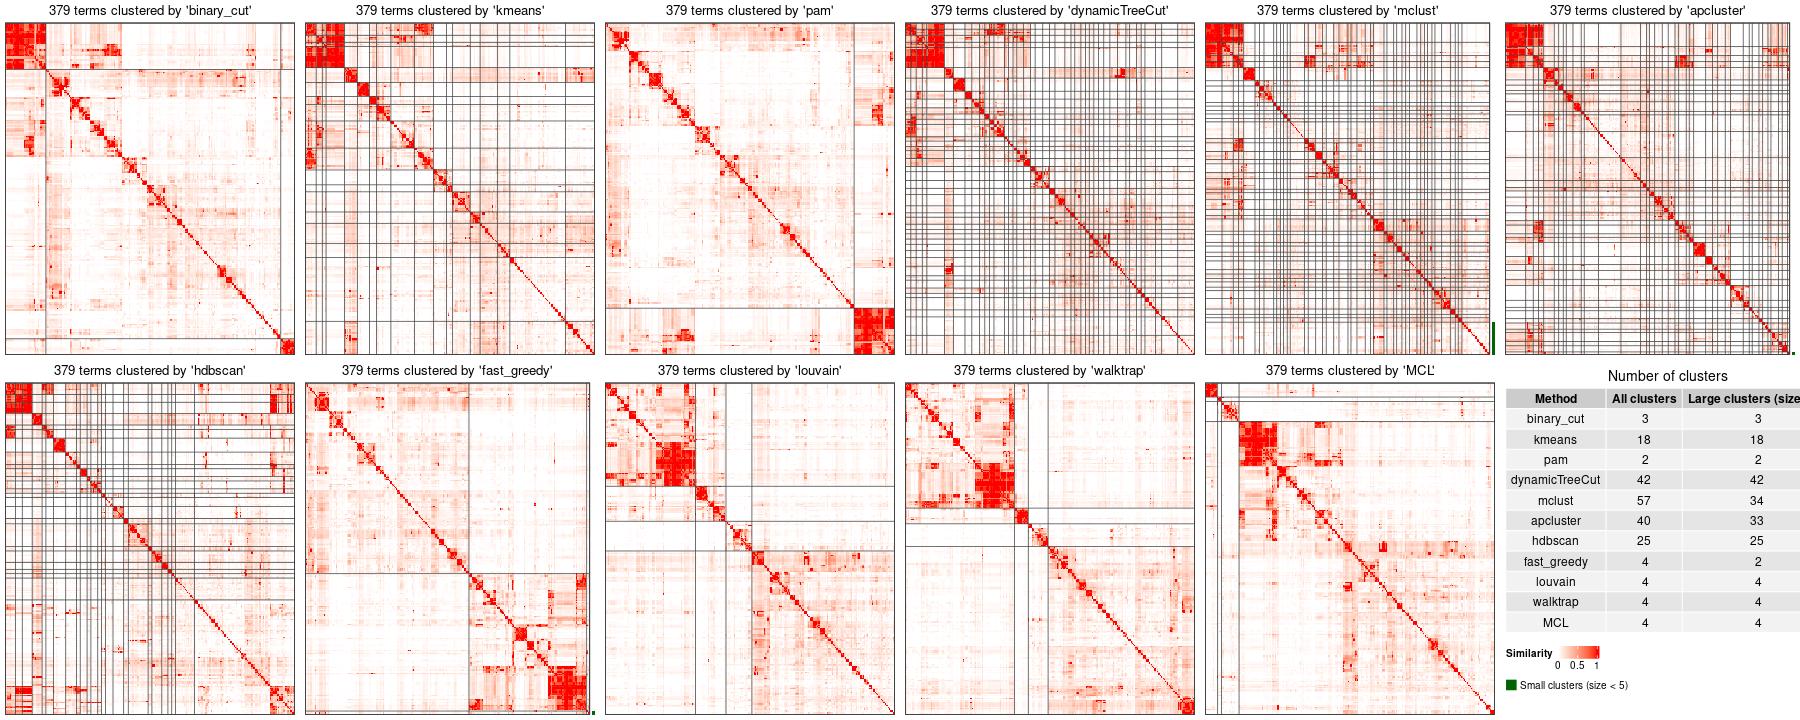 379 terms clustered by 'binary_cut'
379 terms clustered by 'kmeans'
379 terms clustered by 'pam'
379 terms clustered by 'dynamicTreeCut'
379 terms clustered by 'mclust'
379 terms clustered by 'apcluster'
379 terms clustered by 'hdbscan'
379 terms clustered by 'fast_greedy'
379 terms clustered by 'louvain'
379 terms clustered by 'walktrap'
379 terms clustered by 'MCL'
Number of clusters
Method All clusters Large clusters (size
binary_cut 3 3
kmeans 18 18
pam 2 2
dynamicTreeCut 42 42
mclust 57 34
apcluster 40 33
hdbscan 25 25
fast_greedy 4 2
louvain 4 4
walktrap 4 4
MCL 4 4
Similarity
0 0.5 1
Small clusters (size < 5)